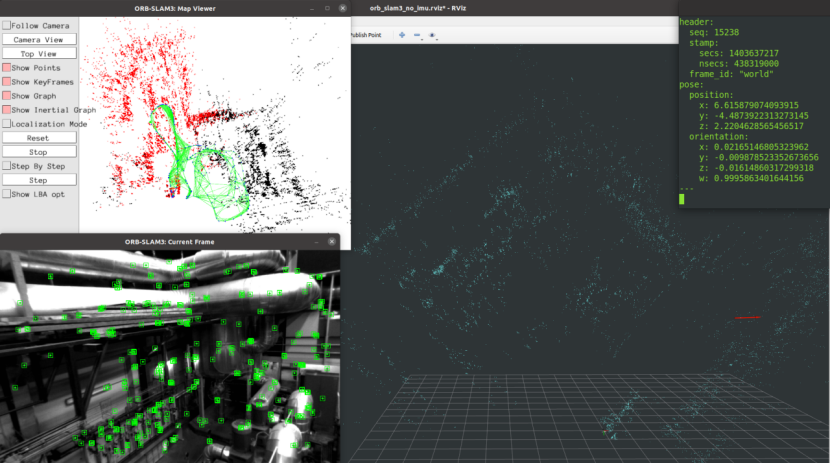 ORB-SLAM3: Map Viewer
Follow Camera
Camera View
Top View
Show Points
Show KeyFrames
Show Graph
Show Inertial Graph
Localization Mode
Reset
Stop
Step By Step
Step
Show LBA opt
orb_slam3_no_imu.rviz* - RViz
Publish Point
header:
seq: 15238
stamp:
secs: 1403637217
nsecs: 438319000
frame_id: "world"
pose:
position:
x: 6.615879074093915
y: -4.4873922313273145
z: 2.2204628565456517
orientation:
x: 0.02165146805323962
y: -0.009878523352673656
z: -0.01614860317299318
w: 0.9995863401644156
---
ORB-SLAM3: Current Frame